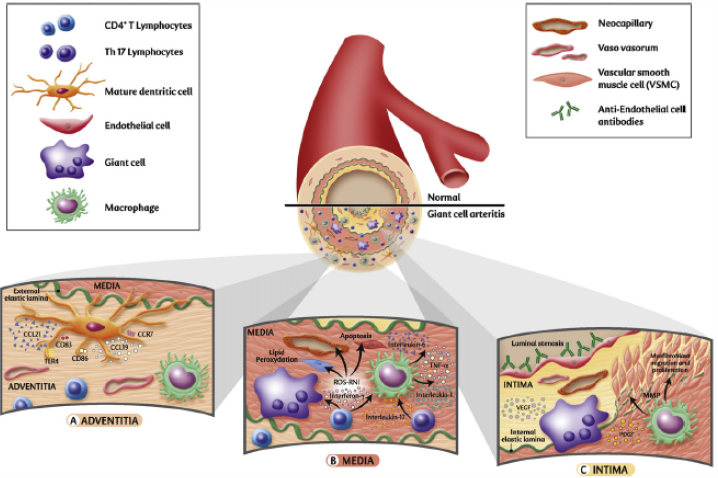 CD4+ T Lymphocytes
Th 17 Lymphocytes
Mature dentritic cell
Endothelial cell
Giant cell
Macrophage
Neocapillary
Vaso vasorum
Vascular smooth
muscle cell (VSMC)
Anti-Endothelial cell
antibodies
Normal
Giant cell arteritis
External
elastic lamina
MEDIA
CCL21
CD83
CCR7
CCL19
TLR4
CD86
ADVENTITIA
A ADVENTITIA
MEDIA
Apoptosis
Interleukin-6
Lipid
Peroxydation
TNF-α
ROS-RNI
Interferon-γ
Interleukin-1
Interleukin-12
B MEDIA
Luminal stenosis
Myofibroblast
migration and
proliferation
INTIMA
VEGF
MMP
Internal
elastic lamina
PDGF
C INTIMA